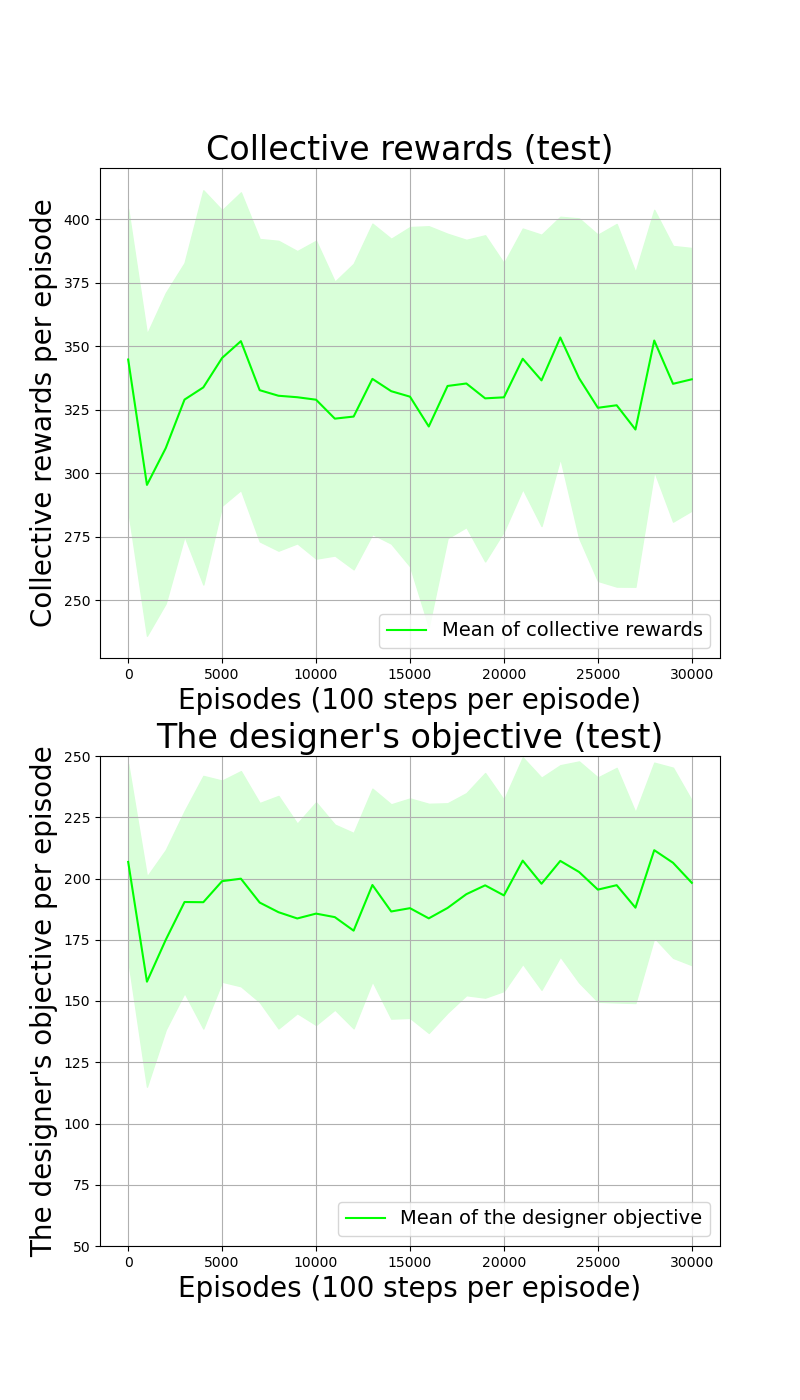 Collective rewards (test)
Collective rewards per episode
400
375
350
325
300
275
250
Mean of collective rewards
0 5000 10000 15000 20000 25000 30000
Episodes (100 steps per episode)
The designer's objective (test)
The designer's objective per episode
250
225
200
175
150
125
100
75
50
Mean of the designer objective
0 5000 10000 15000 20000 25000 30000
Episodes (100 steps per episode)